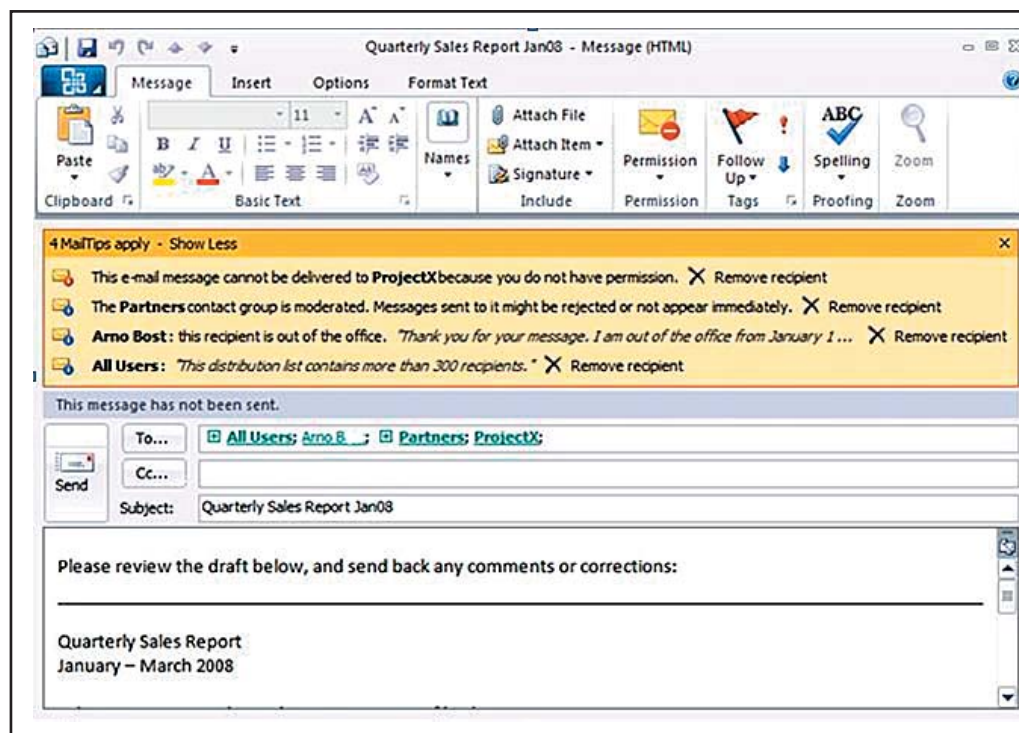 Quarterly Sales Report Jan08 - Message (HTML)
Message Insert Options Format Text
Paste
Clipboard
11 A A
B I U
ab A
Basic Text
Names
Attach File
Attach Item
Signature
Include
Permission
Permission
Follow Up
Tags
ABC
Spelling
Proofing
Zoom
Zoom
4 MailTips apply - Show Less
This e-mail message cannot be delivered to ProjectX because you do not have permission. Remove recipient
The Partners contact group is moderated. Messages sent to it might be rejected or not appear immediately. Remove recipient
Arno Bost: this recipient is out of the office. "Thank you for your message. I am out of the office from January 1 ... Remove recipient
All Users: "This distribution list contains more than 300 recipients." Remove recipient
This message has not been sent.
Send
To... All Users; Arno B...; Partners; ProjectX;
Cc...
Subject: Quarterly Sales Report Jan08
Please review the draft below, and send back any comments or corrections:
Quarterly Sales Report
January – March 2008